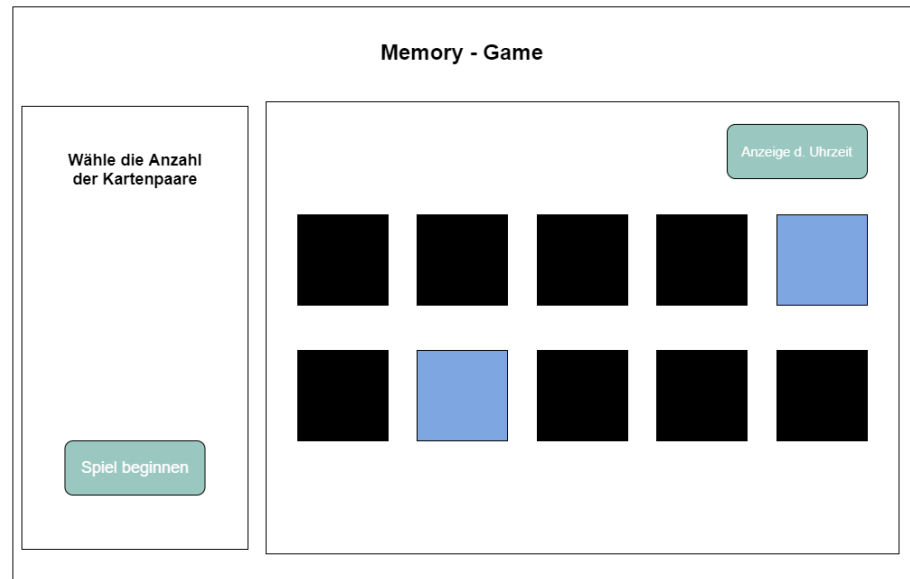 Memory - Game
Wähle die Anzahl
der Kartenpaare
Anzeige d. Uhrzeit
Spiel beginnen